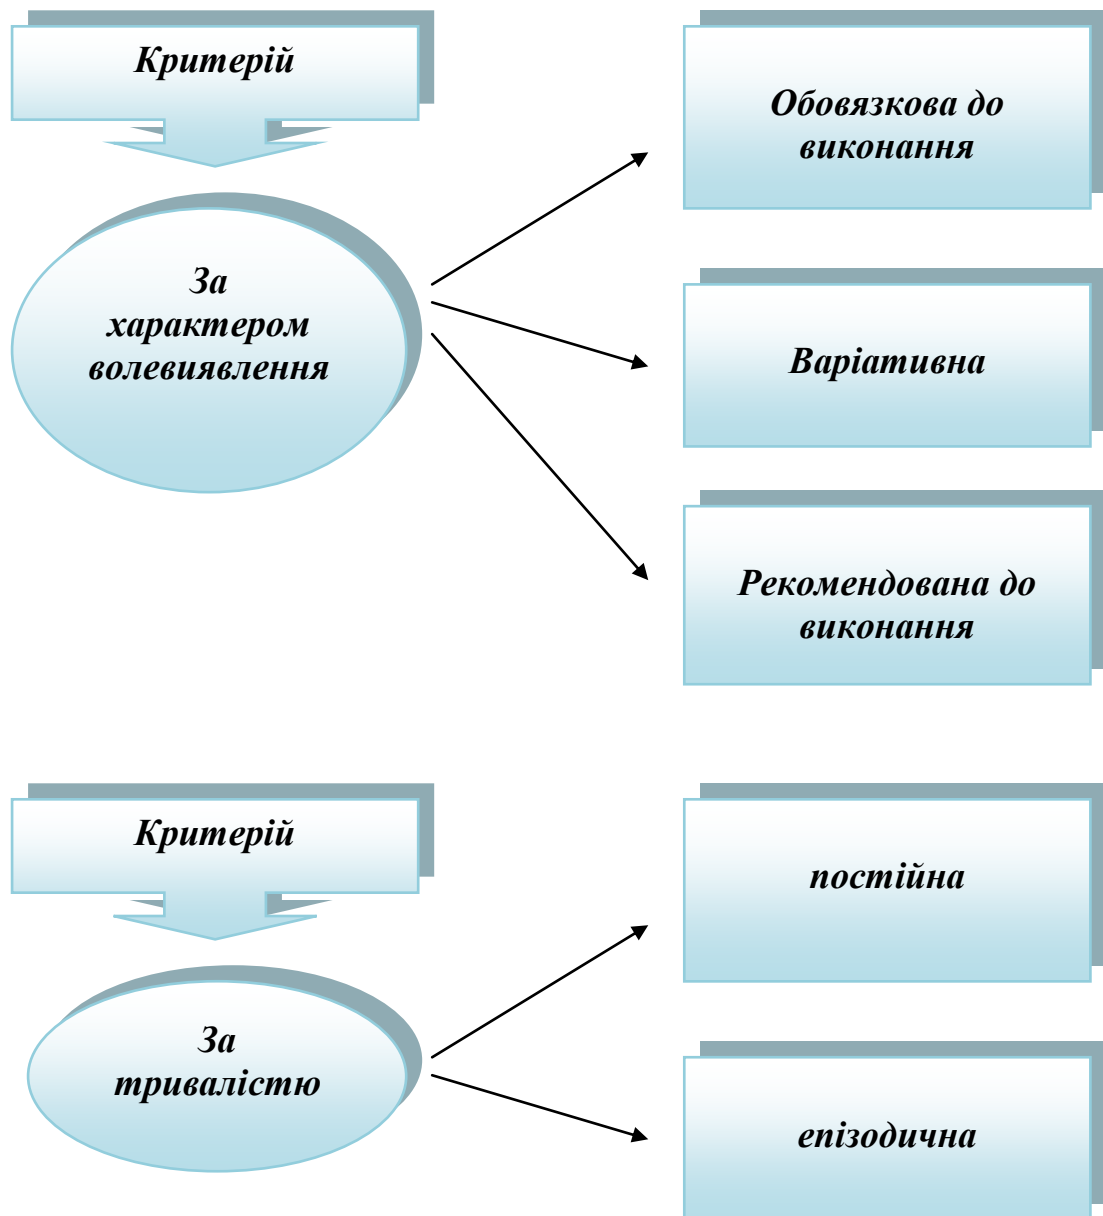 Критерій
Обовязкова до
виконання
За
характером
волевиявлення
Варіативна
Рекомендована до
виконання
Критерій
постійна
За
тривалістю
епізодична